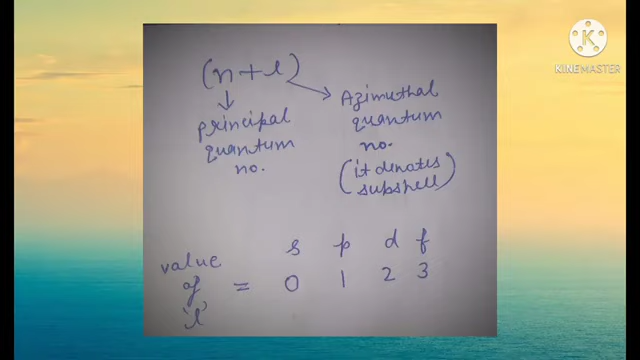 (n+l)
principal
quantum
no.
Azimuthal
quantum
no.
(it denotes
subshell)
s p d f
value
of = 0 1 2 3
'l'
KINEMASTER